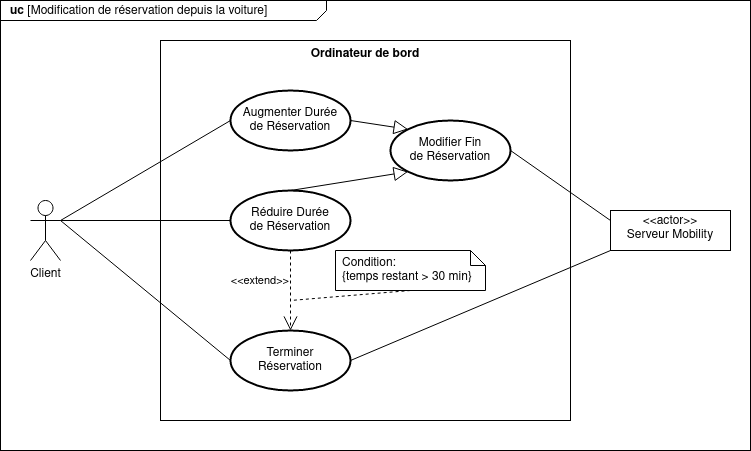 uc [Modification de réservation depuis la voiture]
Ordinateur de bord
Augmenter Durée
de Réservation
Modifier Fin
de Réservation
Réduire Durée
de Réservation
<<actor>>
Serveur Mobility
Client
Condition:
{temps restant > 30 min}
<<extend>>
Terminer
Réservation